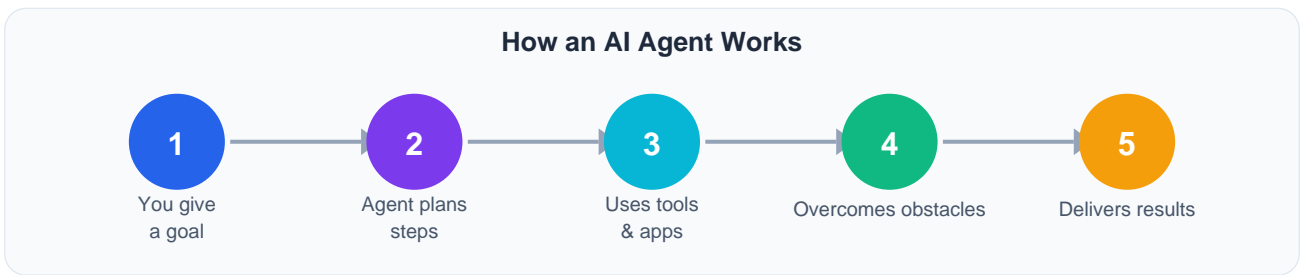 How an AI Agent Works
1
2
3
4
5
You give
a goal
Agent plans
steps
Uses tools
& apps
Overcomes obstacles
Delivers results